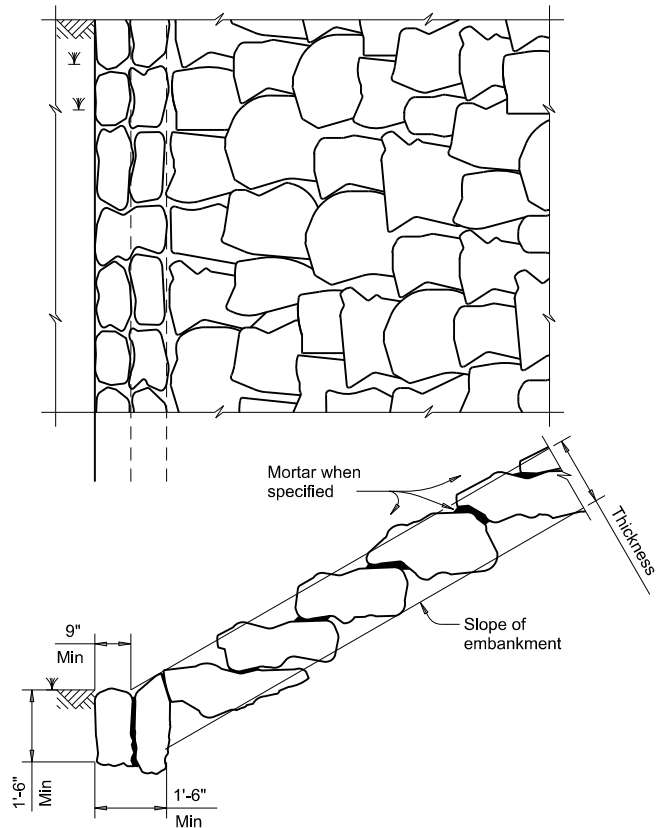 Mortar when
specified
Thickness
Slope of
embankment
9"
Min
1'-6"
Min
1'-6"
Min